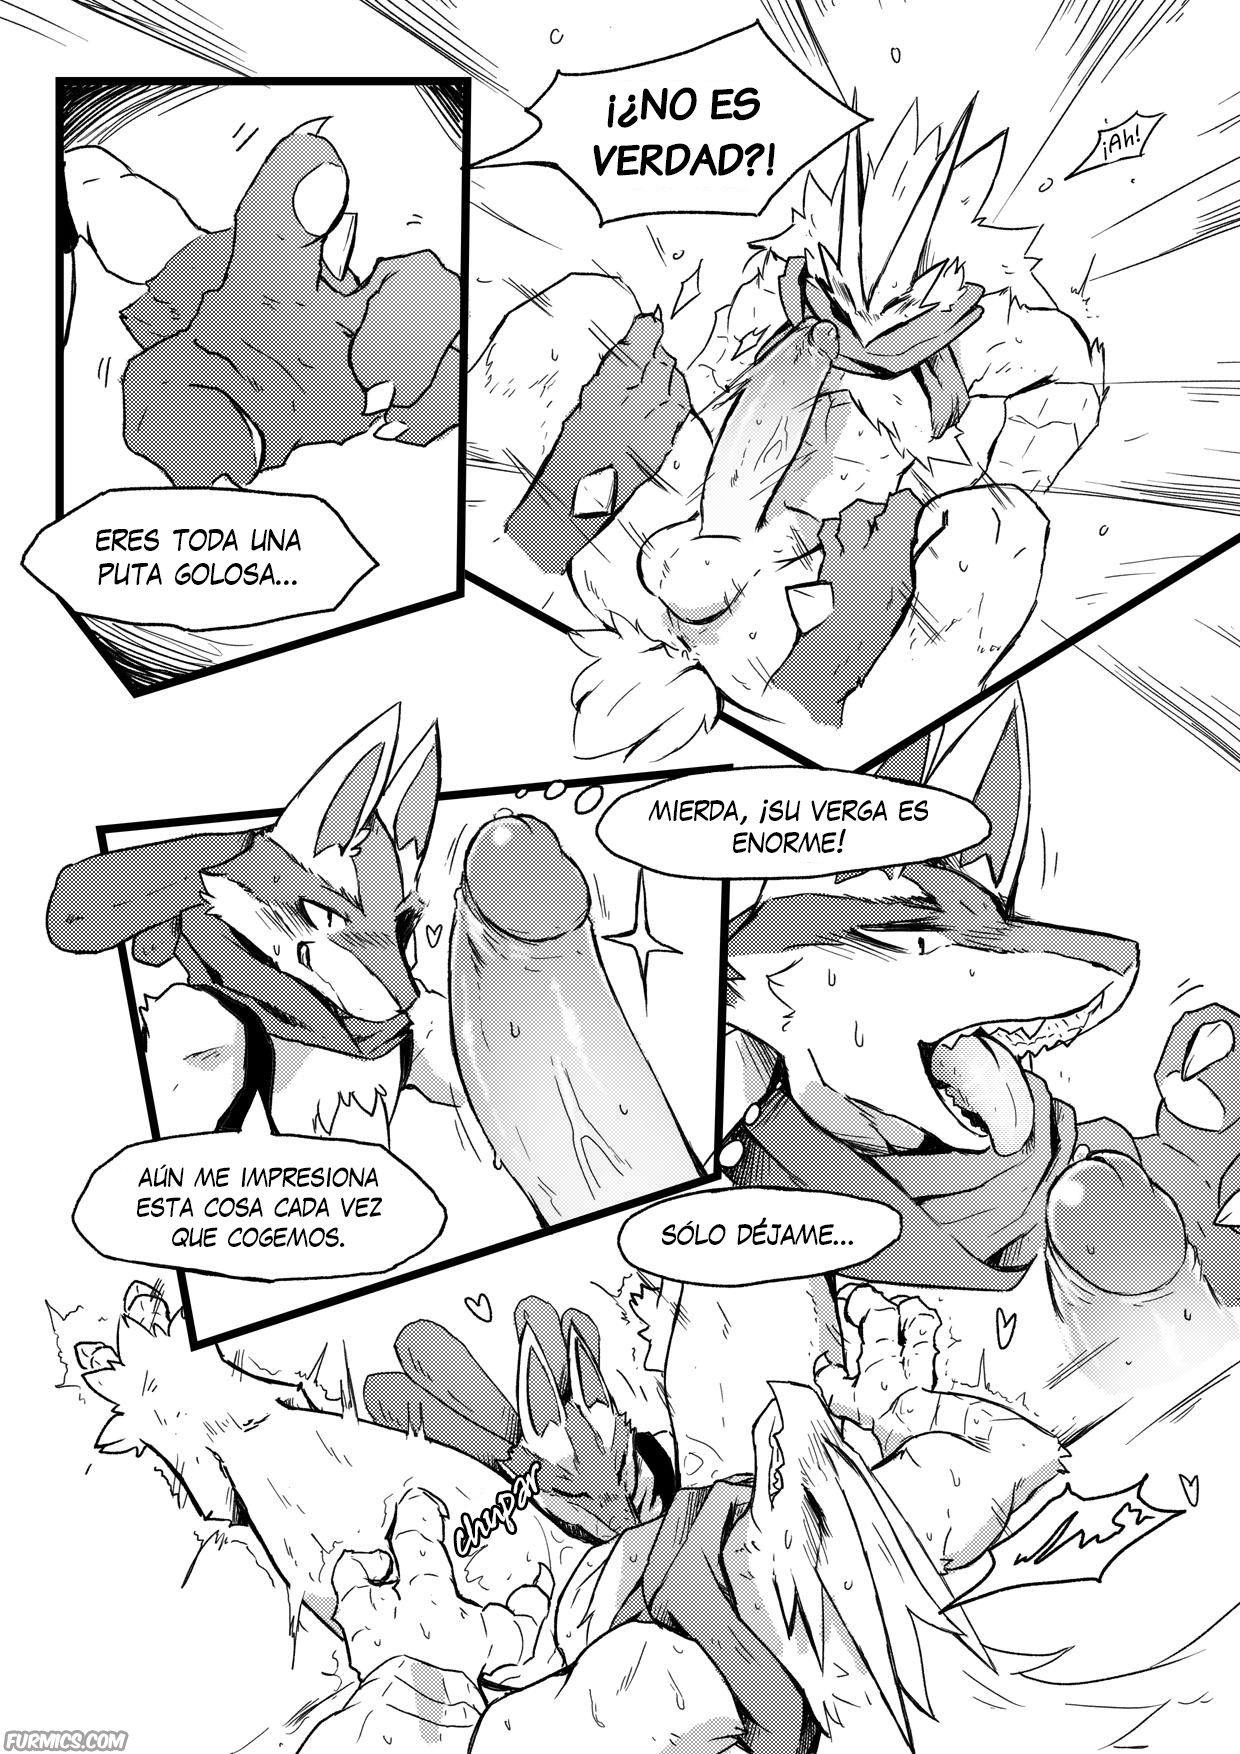 ¡¿NO ES
VERDAD?!
¡Ah!
ERES TODA UNA
PUTA GOLOSA...
MIERDA, ¡SU VERGA ES
ENORME!
AÚN ME IMPRESIONA
ESTA COSA CADA VEZ
QUE COGEMOS.
SÓLO DÉJAME...
chupar
FURMICS.COM